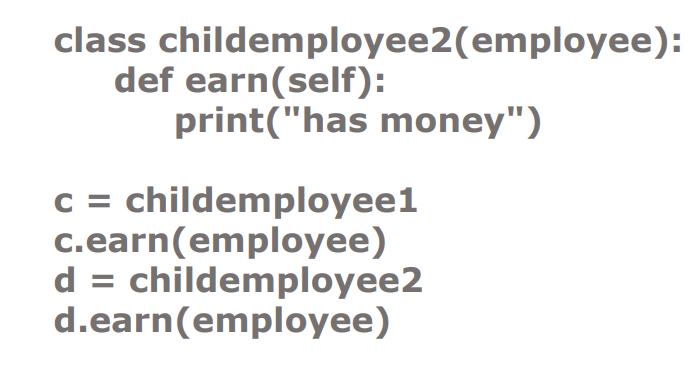 class childemployee2(employee):
def earn(self):
print("has money")
c = childemployee1
c.earn(employee)
d = childemployee2
d.earn(employee)